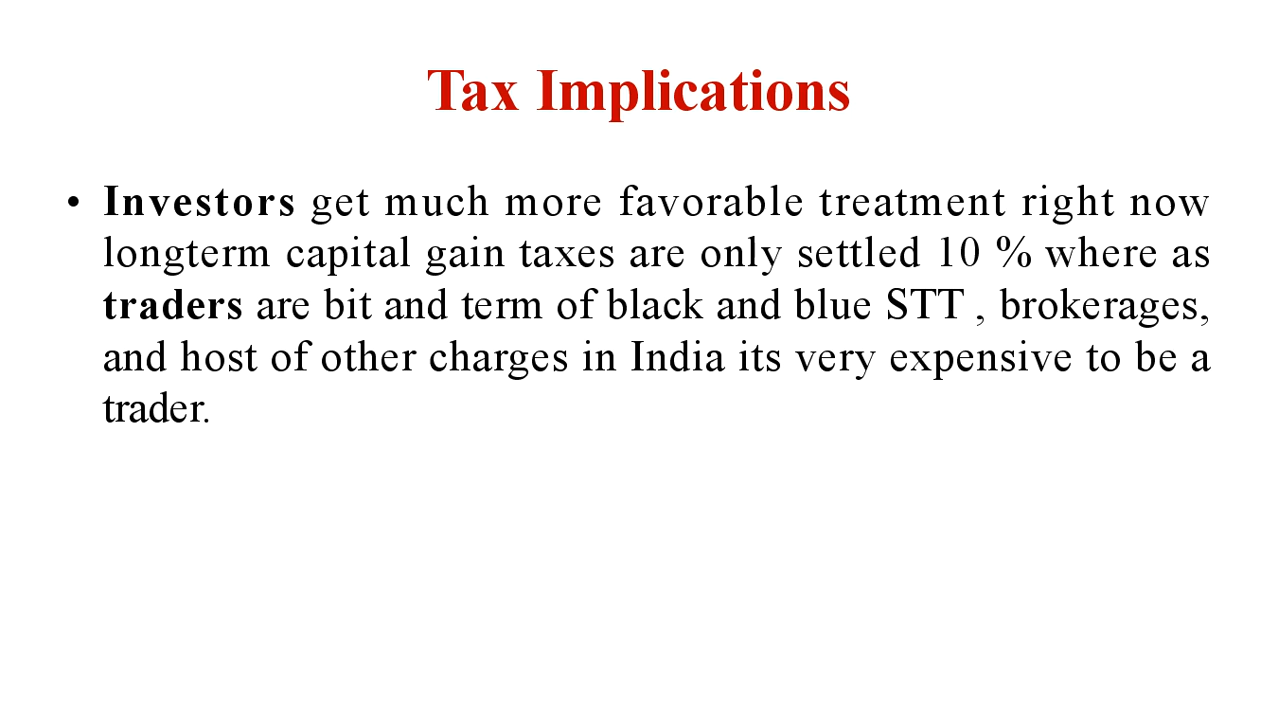 Tax Implications
• Investors get much more favorable treatment right now
longterm capital gain taxes are only settled 10 % where as
traders are bit and term of black and blue STT , brokerages,
and host of other charges in India its very expensive to be a
trader.